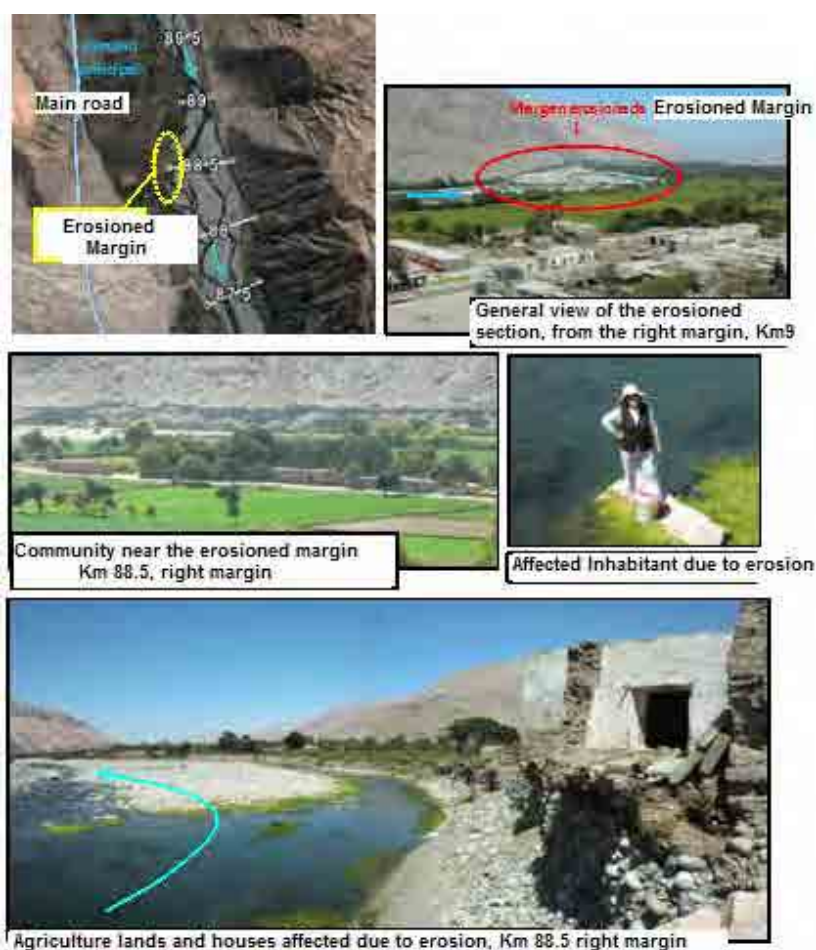 89.5
Main road
89
88.5
Erosioned
Margin
88
87.5
Erosioned Margin
General view of the erosioned
section, from the right margin, Km9
Community near the erosioned margin
Km 88.5, right margin
Affected Inhabitant due to erosion
Agriculture lands and houses affected due to erosion, Km 88.5 right margin